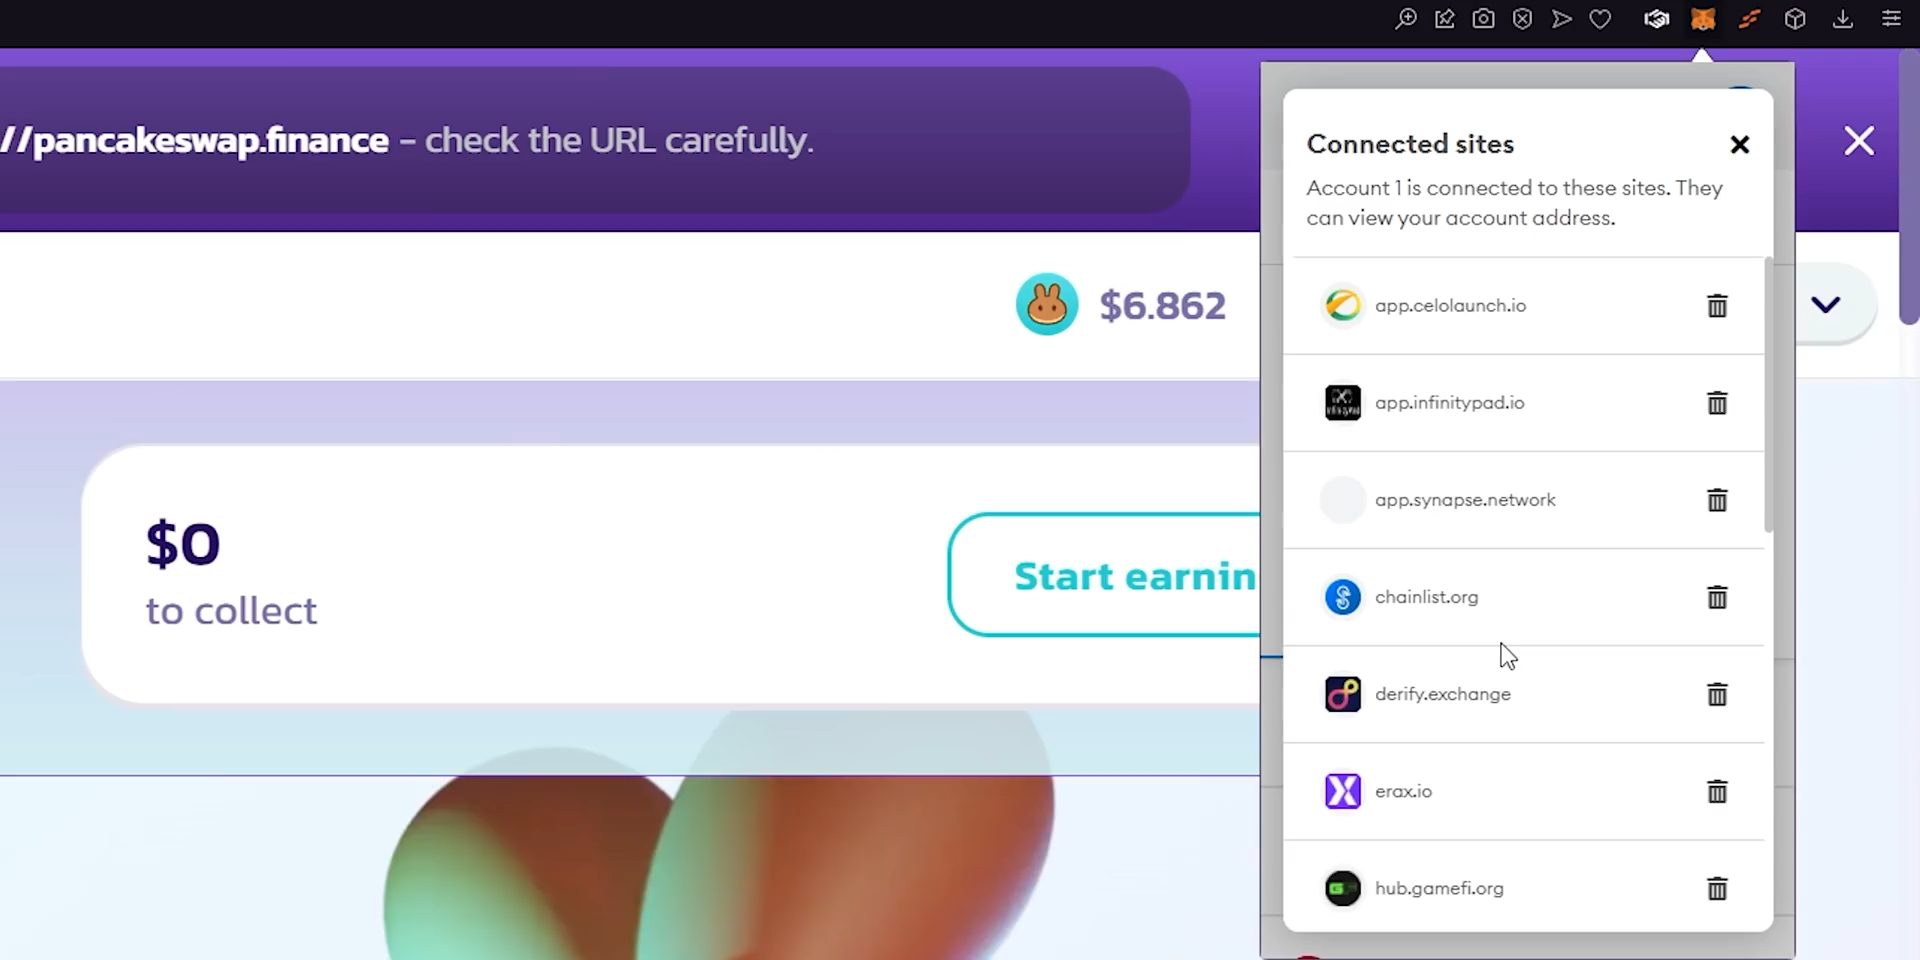 //pancakeswap.finance – check the URL carefully.
$6.862
$0
to collect
Start earnin
Connected sites
Account 1 is connected to these sites. They
can view your account address.
app.celolaunch.io
app.infinitypad.io
app.synapse.network
chainlist.org
derify.exchange
erax.io
hub.gamefi.org